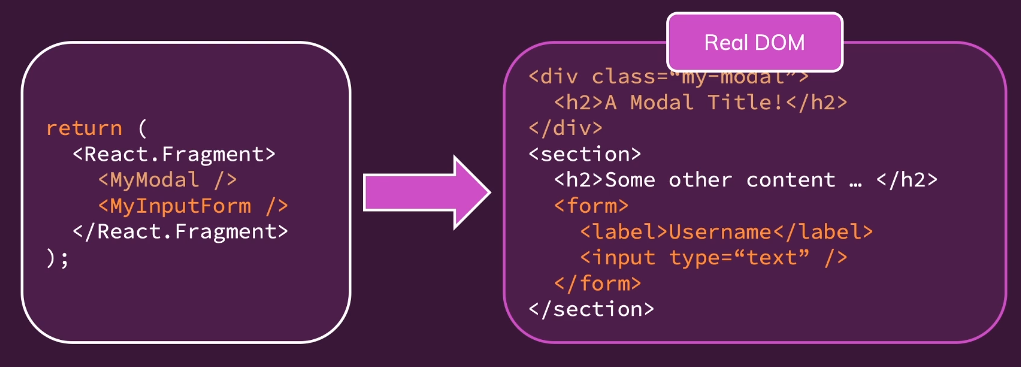 return (
<React.Fragment>
<MyModal />
<MyInputForm />
</React.Fragment>
);
Real DOM
<div class=“my-modal”>
<h2>A Modal Title!</h2>
</div>
<section>
<h2>Some other content … </h2>
<form>
<label>Username</label>
<input type=“text” />
</form>
</section>